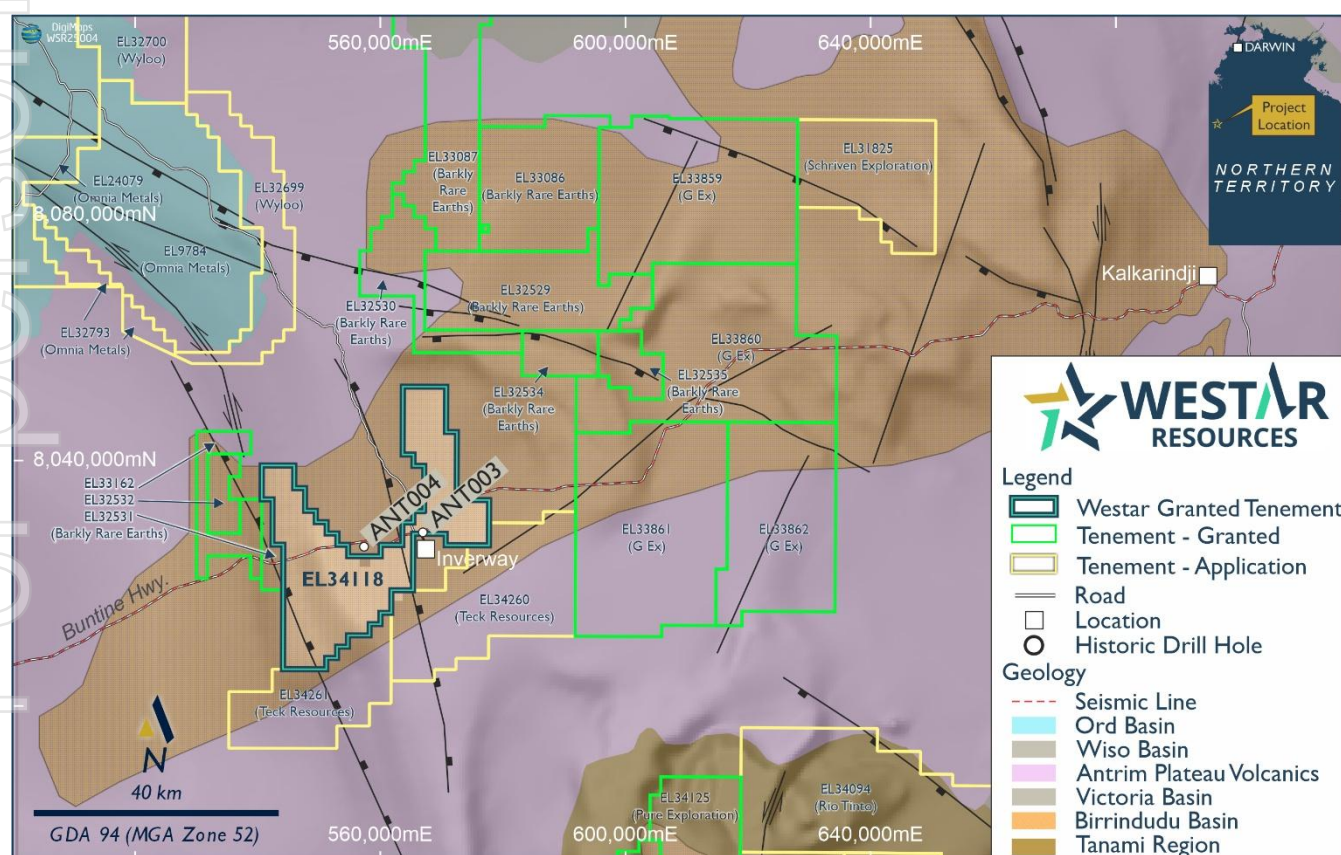 DigiMaps
WSR25004
EL32700
(Wyloo)
560,000mE
600,000mE
640,000mE
DARWIN
Project
Location
NORTHERN
TERRITORY
EL33087
(Barkly
Rare
Earths)
EL33086
(Barkly Rare Earths)
EL33859
(G Ex)
EL31825
(Schriven Exploration)
EL24079
(Omnia Metals)
EL32699
(Wyloo)
8,080,000mN
EL9784
(Omnia Metals)
Kalkarindji
EL32530
(Barkly Rare
Earths)
EL32529
(Barkly Rare Earths)
EL32793
(Omnia Metals)
EL33860
(G Ex)
EL32534
(Barkly Rare
Earths)
EL32535
(Barkly Rare
Earths)
8,040,000mN
EL33162
EL32532
EL32531
(Barkly Rare Earths)
ANT004
ANT003
Inverway
EL34118
Buntine Hwy.
EL33861
(G Ex)
EL33862
(G Ex)
EL34260
(Teck Resources)
EL34261
(Teck Resources)
EL34125
(Pure Exploration)
EL34094
(Rio Tinto)
N
40 km
GDA 94 (MGA Zone 52)
560,000mE
600,000mE
640,000mE
WESTAR
RESOURCES
Legend
Westar Granted Tenement
Tenement - Granted
Tenement - Application
Road
Location
Historic Drill Hole
Geology
Seismic Line
Ord Basin
Wiso Basin
Antrim Plateau Volcanics
Victoria Basin
Birrindudu Basin
Tanami Region